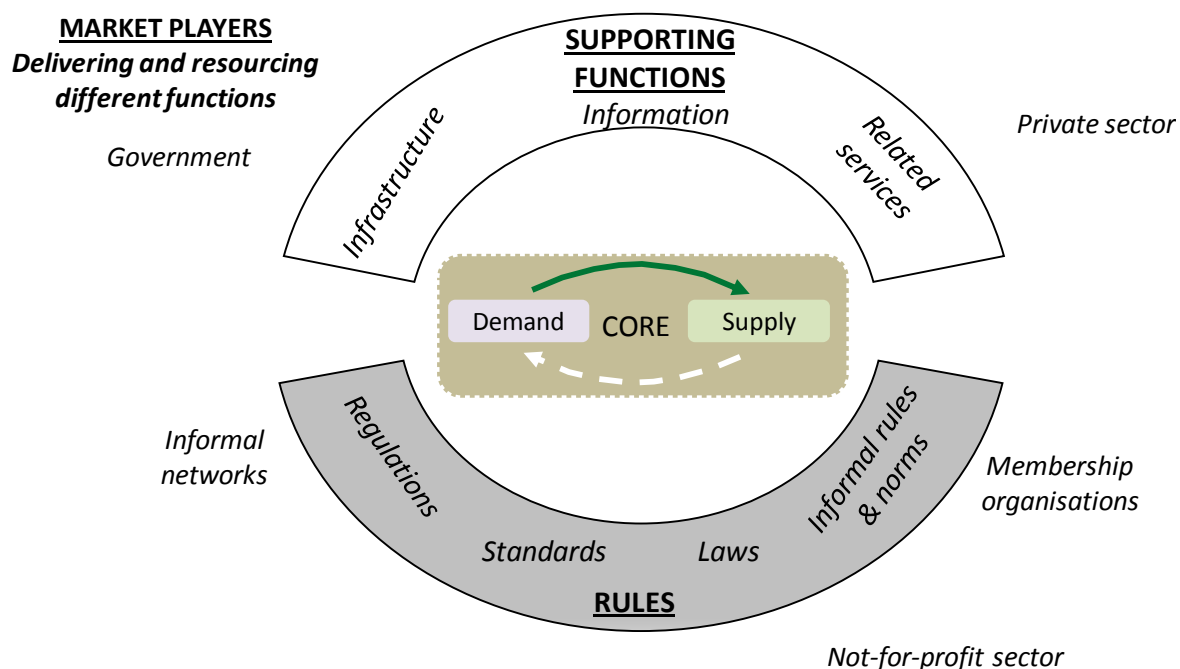 MARKET PLAYERS
Delivering and resourcing
different functions
SUPPORTING
FUNCTIONS
Information
Government
Infrastructure
Related
services
Private sector
Demand
CORE
Supply
Informal
networks
Regulations
Standards
Laws
Informal rules
& norms
RULES
Membership
organisations
Not-for-profit sector